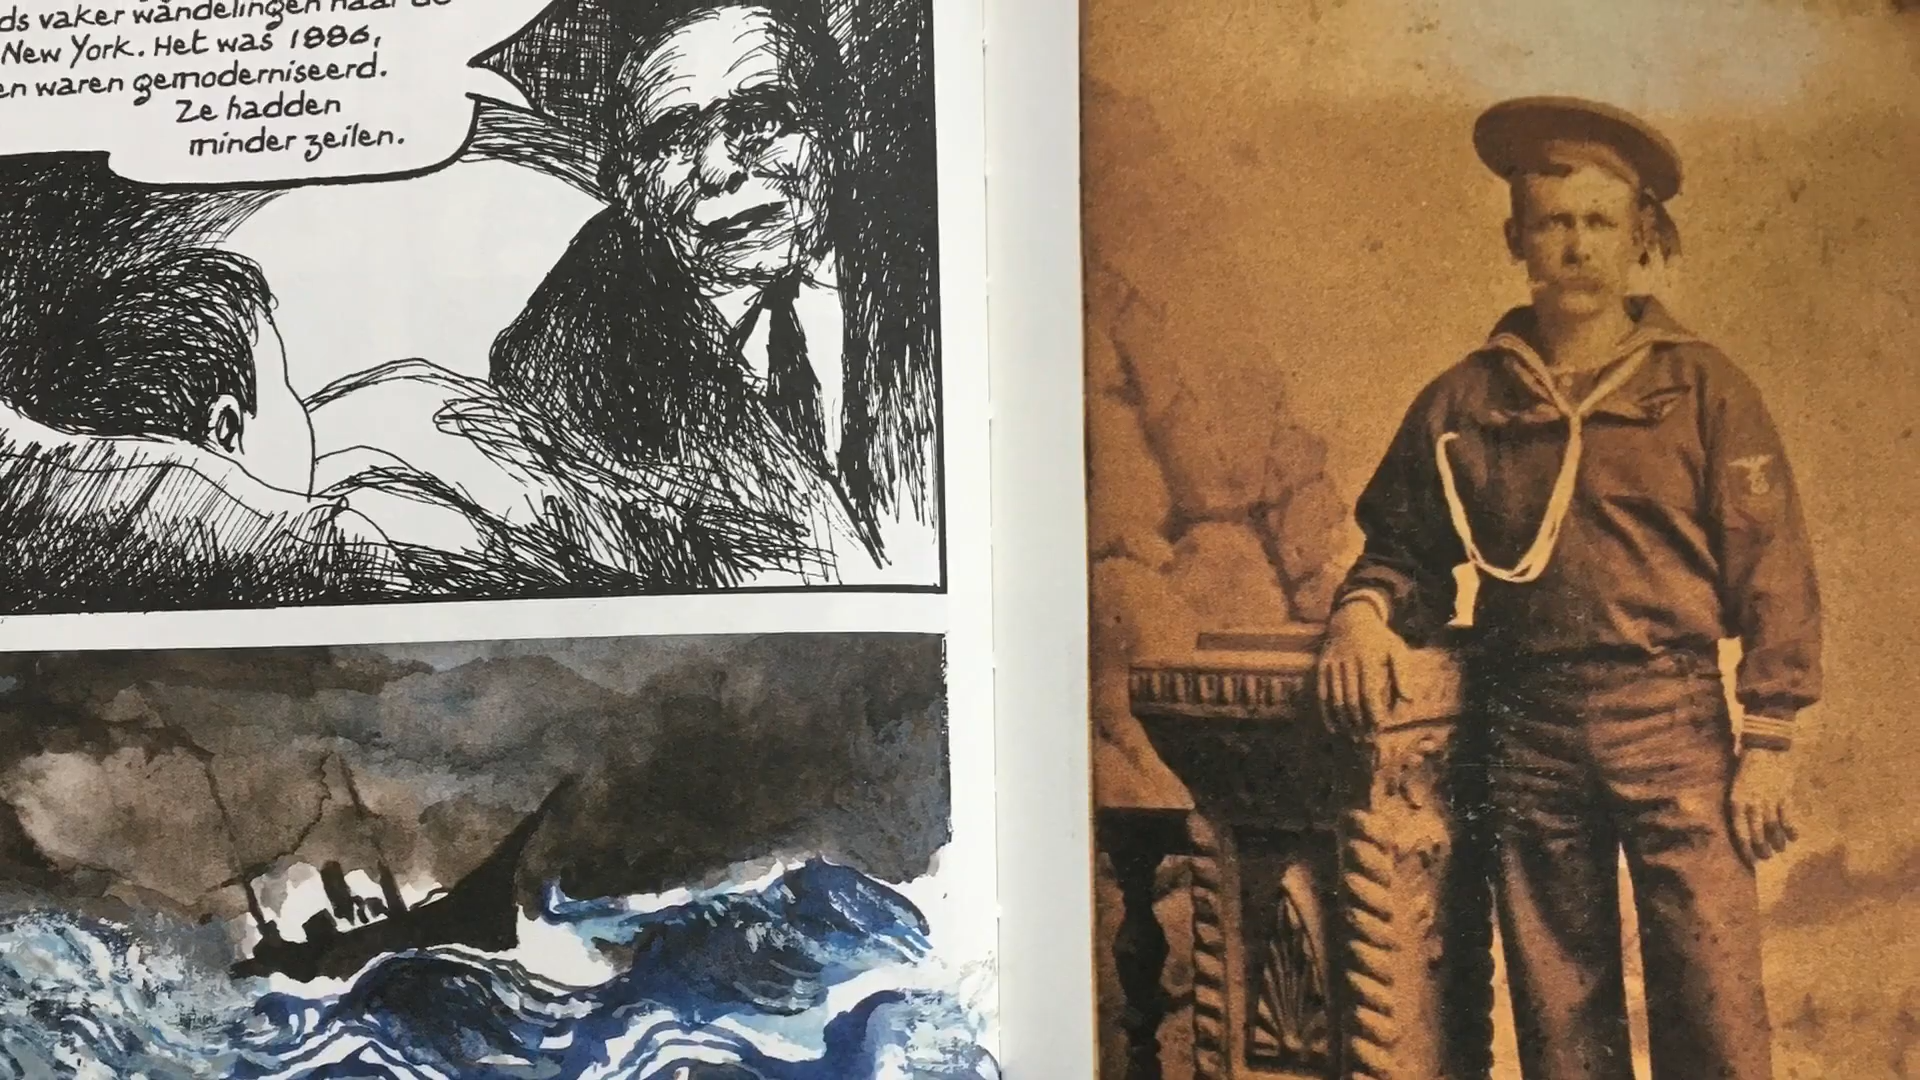 ds vaker wandelingen naar de
New York. Het was 1886,
en waren gemoderniseerd.
Ze hadden
minder zeilen.